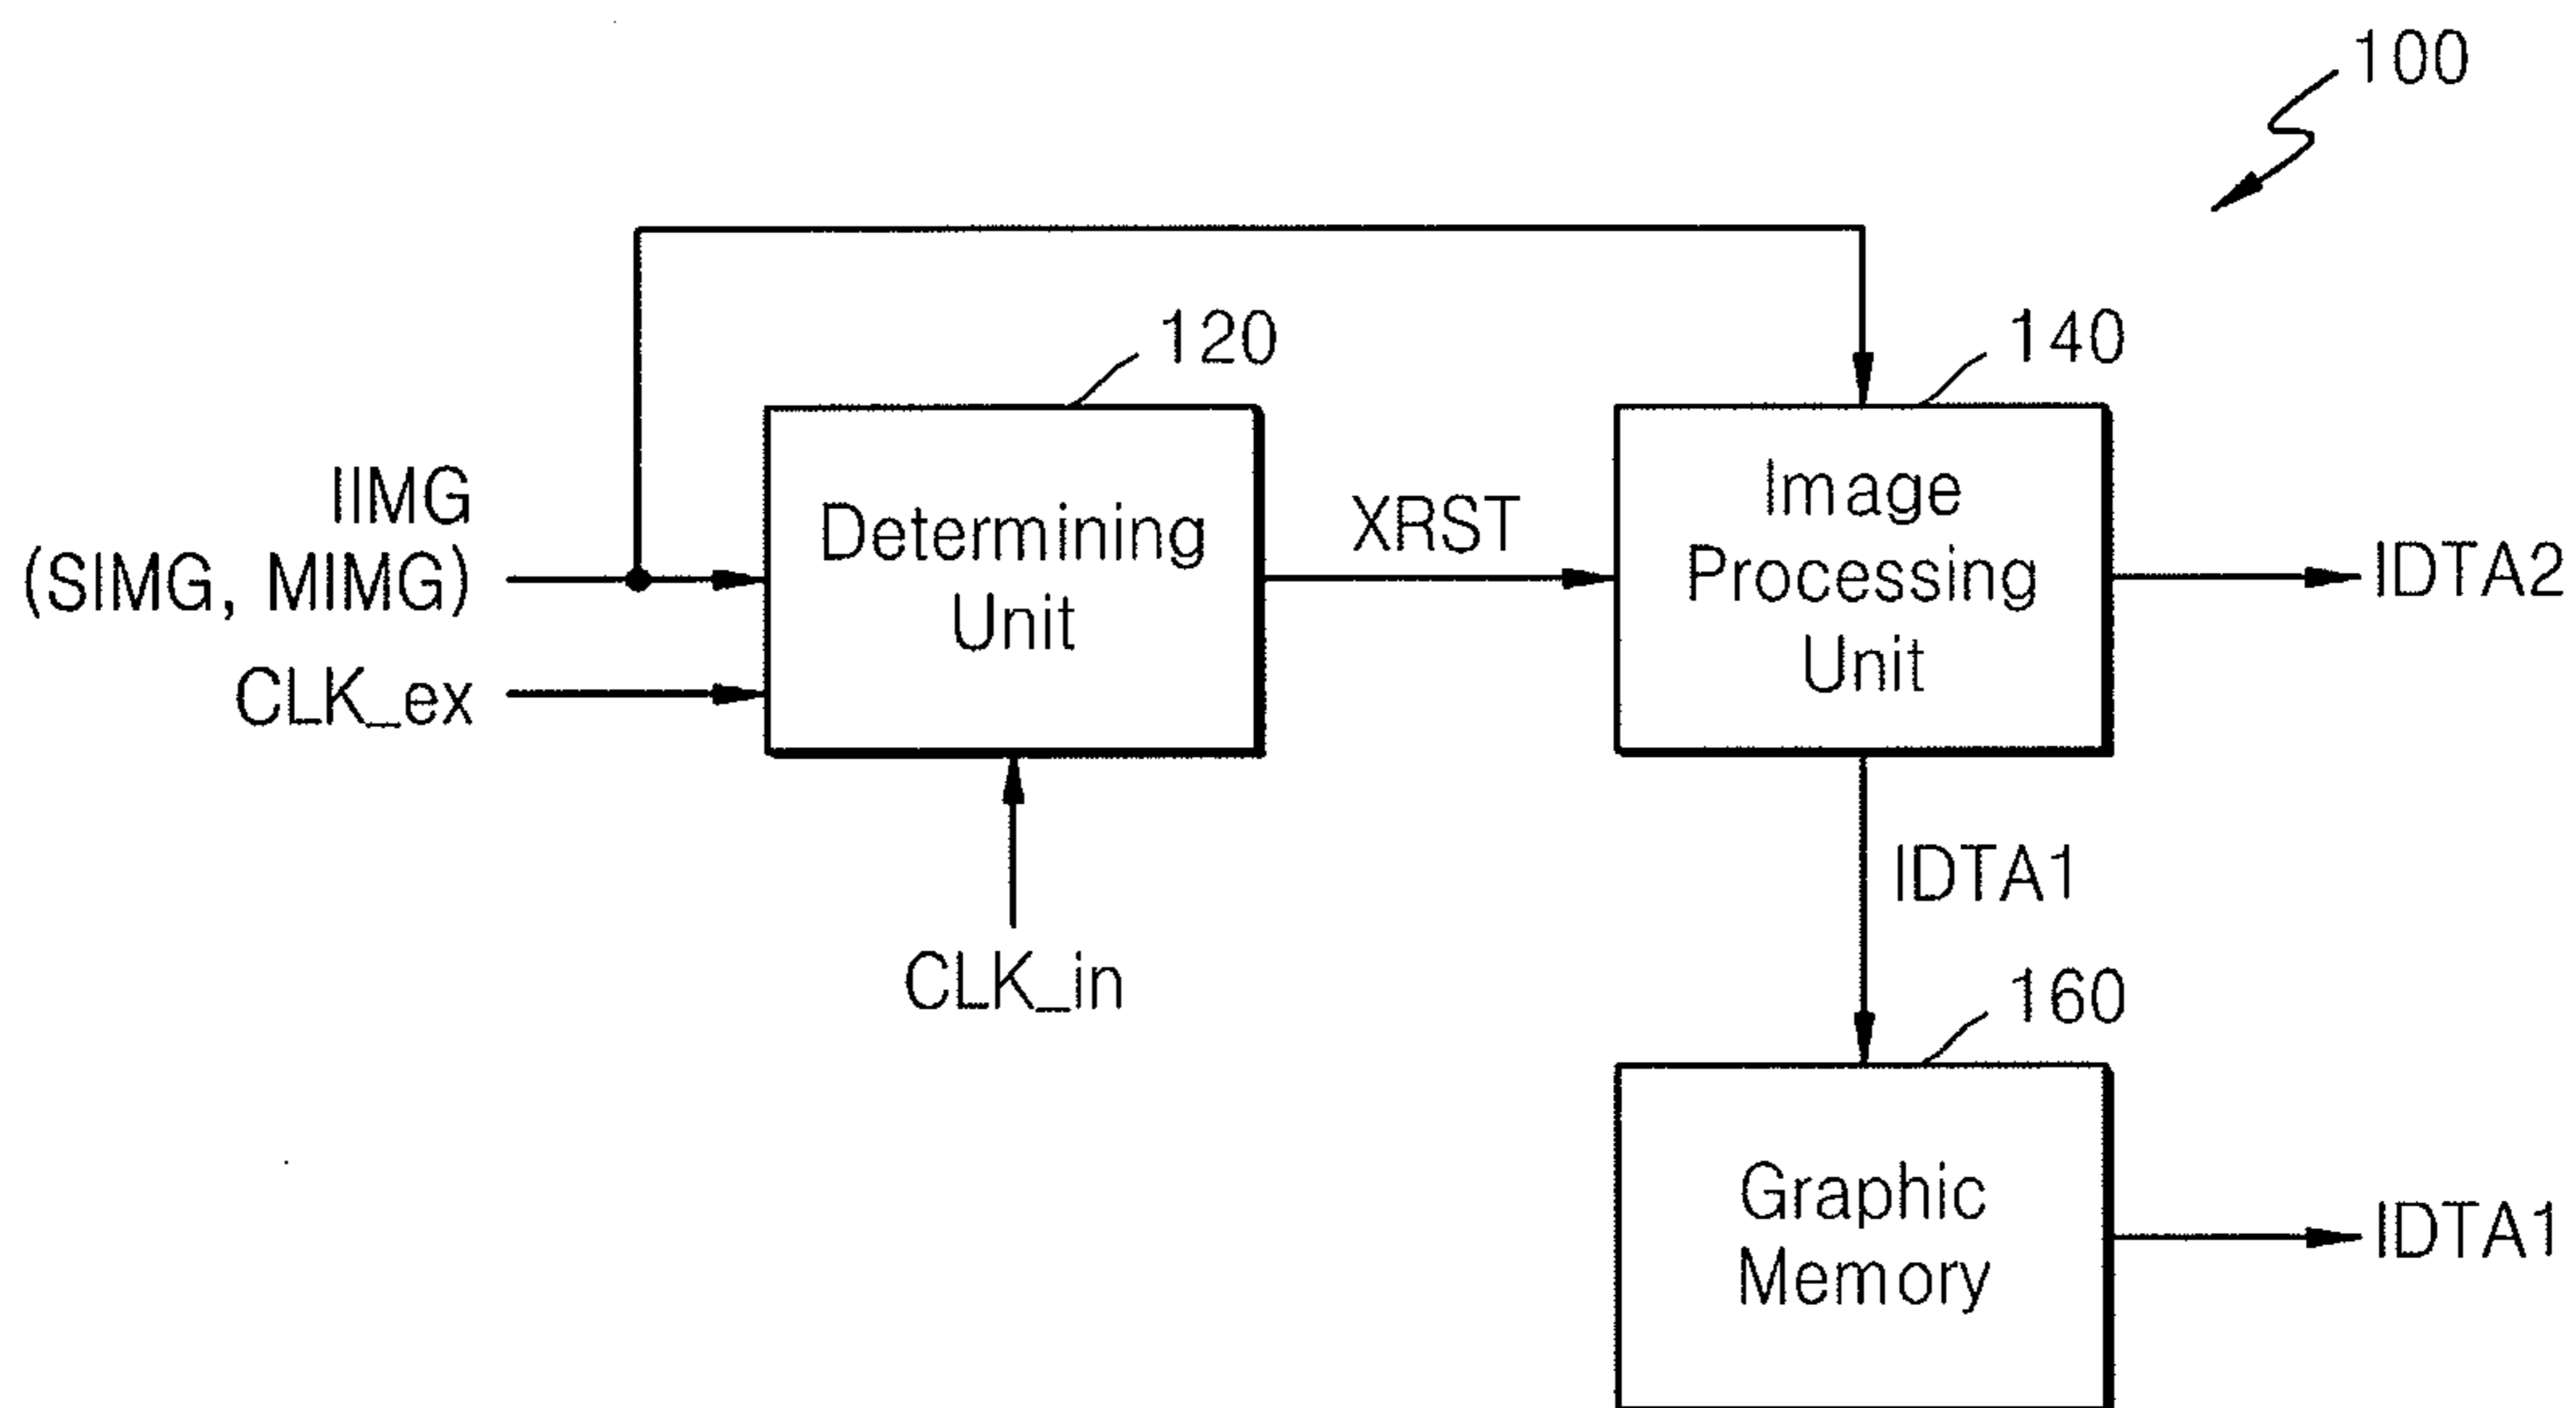 100
120
140
IIMG
(SIMG, MIMG)
CLK_ex
Determining
Unit
XRST
Image
Processing
Unit
IDTA2
CLK_in
IDTA1
160
Graphic
Memory
IDTA1